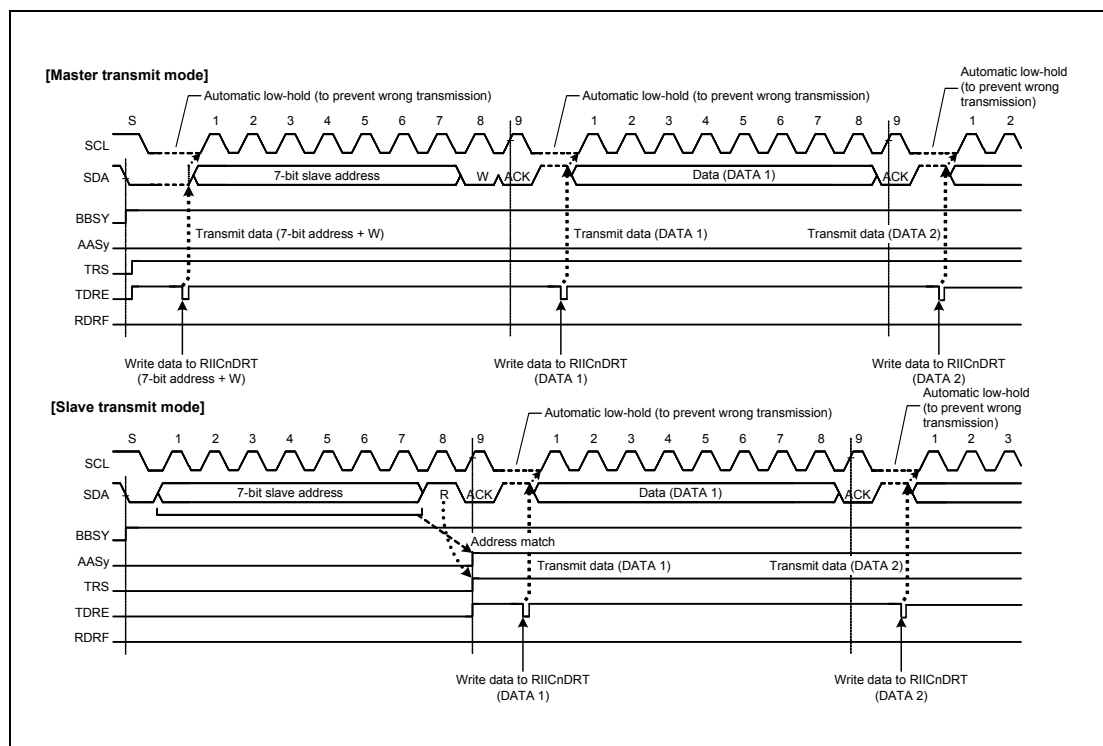 [Master transmit mode]
Automatic low-hold (to prevent wrong transmission)
Automatic low-hold (to prevent wrong transmission)
Automatic low-hold
(to prevent wrong
transmission)
S 1 2 3 4 5 6 7 8 9 1 2 3 4 5 6 7 8 9 1 2
SCL
SDA 7-bit slave address W ACK Data (DATA 1) ACK
BBSY
Transmit data (7-bit address + W) Transmit data (DATA 1) Transmit data (DATA 2)
AASy
TRS
TDRE
RDRF
Write data to RIICnDRT
(7-bit address + W)
Write data to RIICnDRT
(DATA 1)
Write data to RIICnDRT
(DATA 2)
[Slave transmit mode]
Automatic low-hold (to prevent wrong transmission)
Automatic low-hold
(to prevent wrong
transmission)
S 1 2 3 4 5 6 7 8 9 1 2 3 4 5 6 7 8 9 1 2 3
SCL
SDA 7-bit slave address R ACK Data (DATA 1) ACK
BBSY
Address match
AASy
Transmit data (DATA 1) Transmit data (DATA 2)
TRS
TDRE
RDRF
Write data to RIICnDRT
(DATA 1)
Write data to RIICnDRT
(DATA 2)